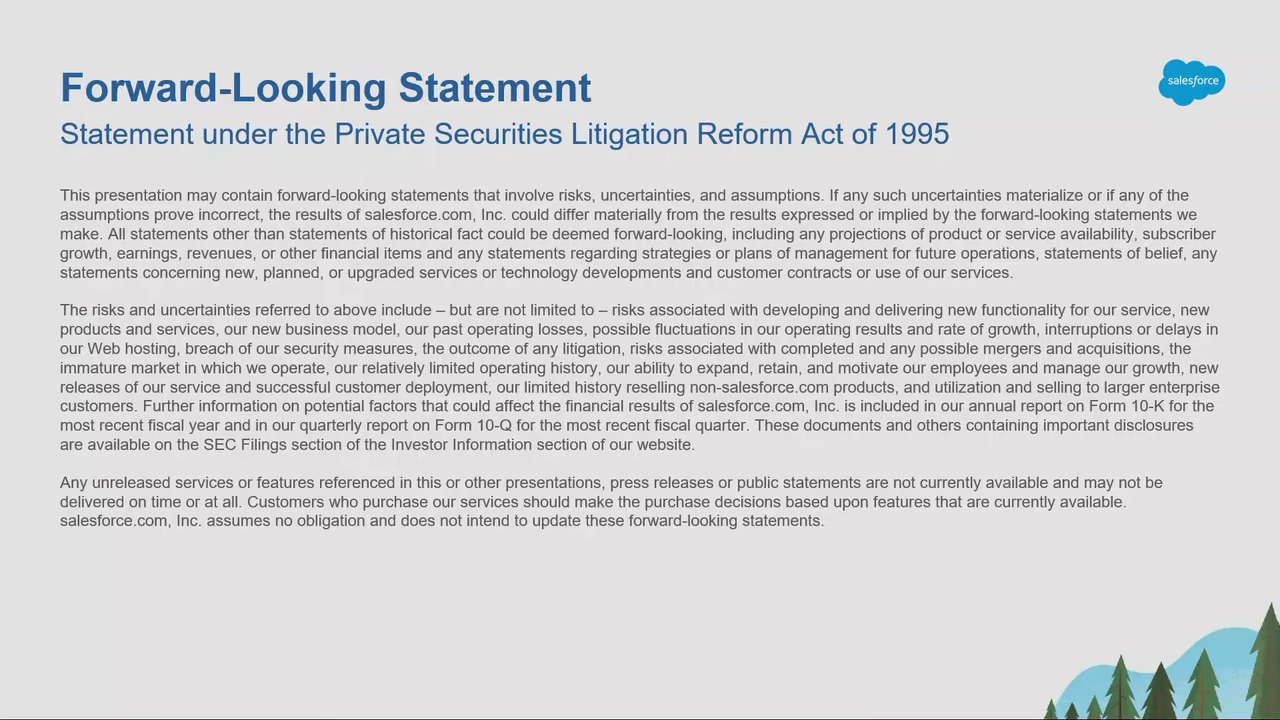 Forward-Looking Statement
salesforce
Statement under the Private Securities Litigation Reform Act of 1995
This presentation may contain forward-looking statements that involve risks, uncertainties, and assumptions. If any such uncertainties materialize or if any of the
assumptions prove incorrect, the results of salesforce.com, Inc. could differ materially from the results expressed or implied by the forward-looking statements we
make. All statements other than statements of historical fact could be deemed forward-looking, including any projections of product or service availability, subscriber
growth, earnings, revenues, or other financial items and any statements regarding strategies or plans of management for future operations, statements of belief, any
statements concerning new, planned, or upgraded services or technology developments and customer contracts or use of our services.
The risks and uncertainties referred to above include – but are not limited to – risks associated with developing and delivering new functionality for our service, new
products and services, our new business model, our past operating losses, possible fluctuations in our operating results and rate of growth, interruptions or delays in
our Web hosting, breach of our security measures, the outcome of any litigation, risks associated with completed and any possible mergers and acquisitions, the
immature market in which we operate, our relatively limited operating history, our ability to expand, retain, and motivate our employees and manage our growth, new
releases of our service and successful customer deployment, our limited history reselling non-salesforce.com products, and utilization and selling to larger enterprise
customers. Further information on potential factors that could affect the financial results of salesforce.com, Inc. is included in our annual report on Form 10-K for the
most recent fiscal year and in our quarterly report on Form 10-Q for the most recent fiscal quarter. These documents and others containing important disclosures
are available on the SEC Filings section of the Investor Information section of our website.
Any unreleased services or features referenced in this or other presentations, press releases or public statements are not currently available and may not be
delivered on time or at all. Customers who purchase our services should make the purchase decisions based upon features that are currently available.
salesforce.com, Inc. assumes no obligation and does not intend to update these forward-looking statements.